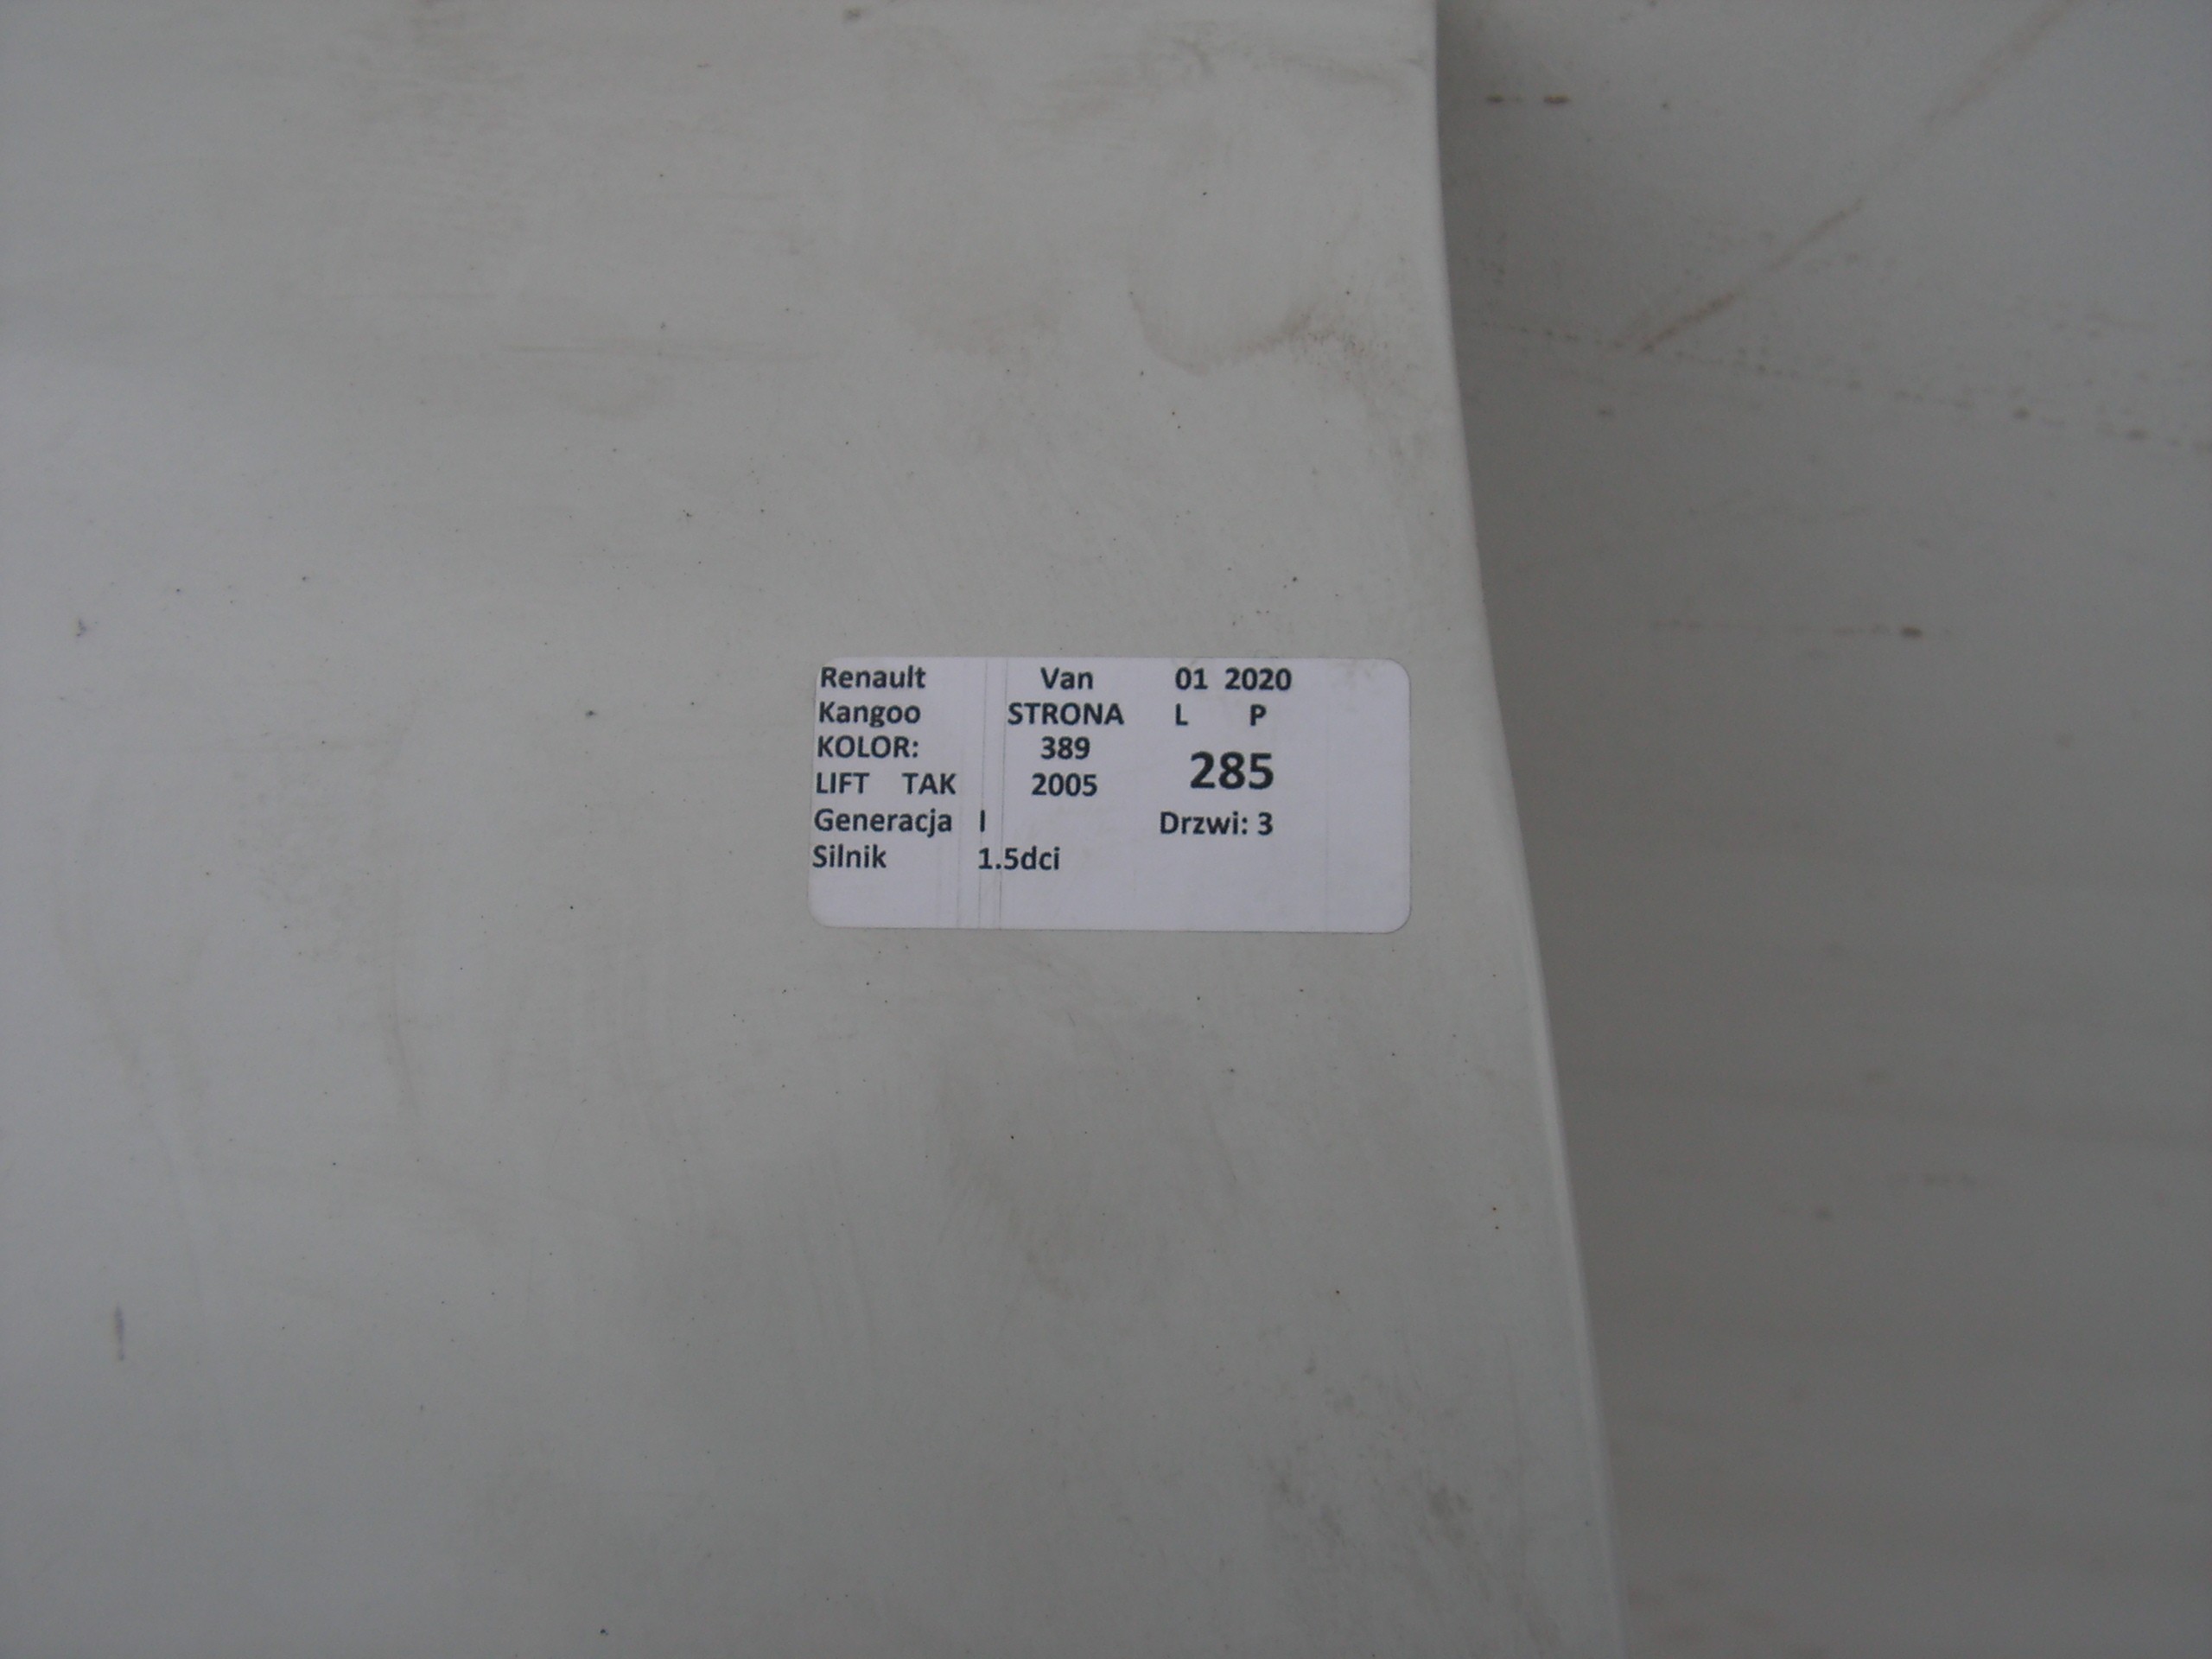 Renault Van 01 2020
Kangoo STRONA L P
KOLOR: 389 285
LIFT TAK 2005
Generacja I Drzwi: 3
Silnik 1.5dci